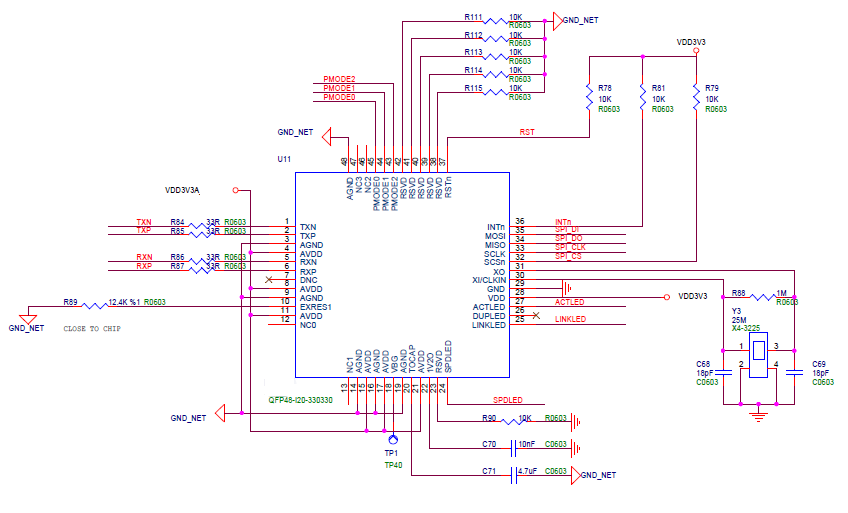 R111 10K R0603 GND_NET
R112 10K R0603
R113 10K R0603
R114 10K R0603
R115 10K R0603
VDD3V3
PMODE2
PMODE1
PMODE0
R78 10K R0603
R81 10K R0603
R79 10K R0603
GND_NET
RST
U11
48 47 46 45 44 43 42 41 40 39 38 37
AGND NC3 NC2 PMODE0 PMODE1 PMODE2 RSVD RSVD RSVD RSVD RSVD RSTn
VDD3V3A
TXN R84 33R R0603 1 TXN
TXP R85 R0603 2 TXP
3 AGND
4 AVDD
RXN R86 33R R0603 5 RXN
RXP R87 R0603 6 RXP
7 DNC
8 AVDD
9 AGND
R89 12.4K %1 R0603 10 EXRES1
11 AVDD
12 NC0
GND_NET
CLOSE TO CHIP
INTn 36 INTn
MOSI 35 SPI_DI
MISO 34 SPI_DO
SCLK 33 SPI_CLK
SCSn 32 SPI_CS
XO 31
XI/CLKIN 30
GND 29
VDD 28 VDD3V3
ACTLED 27 ACTLED
DUPLED 26
LINKLED 25 LINKLED
R88 1M R0603
Y3
25M
X4-3225
1 3
2 4
C68 18pF C0603
C69 18pF C0603
NC1 AGND AVDD AGND AVDD VBG AGND TOCAP AVDD 1V2O RSVD SPDLED
13 14 15 16 17 18 19 20 21 22 23 24
QFP48-I20-330330
SPDLED
GND_NET
R90 10K R0603
C70 10nF C0603
TP1
TP40
C71 4.7uF C0603 GND_NET